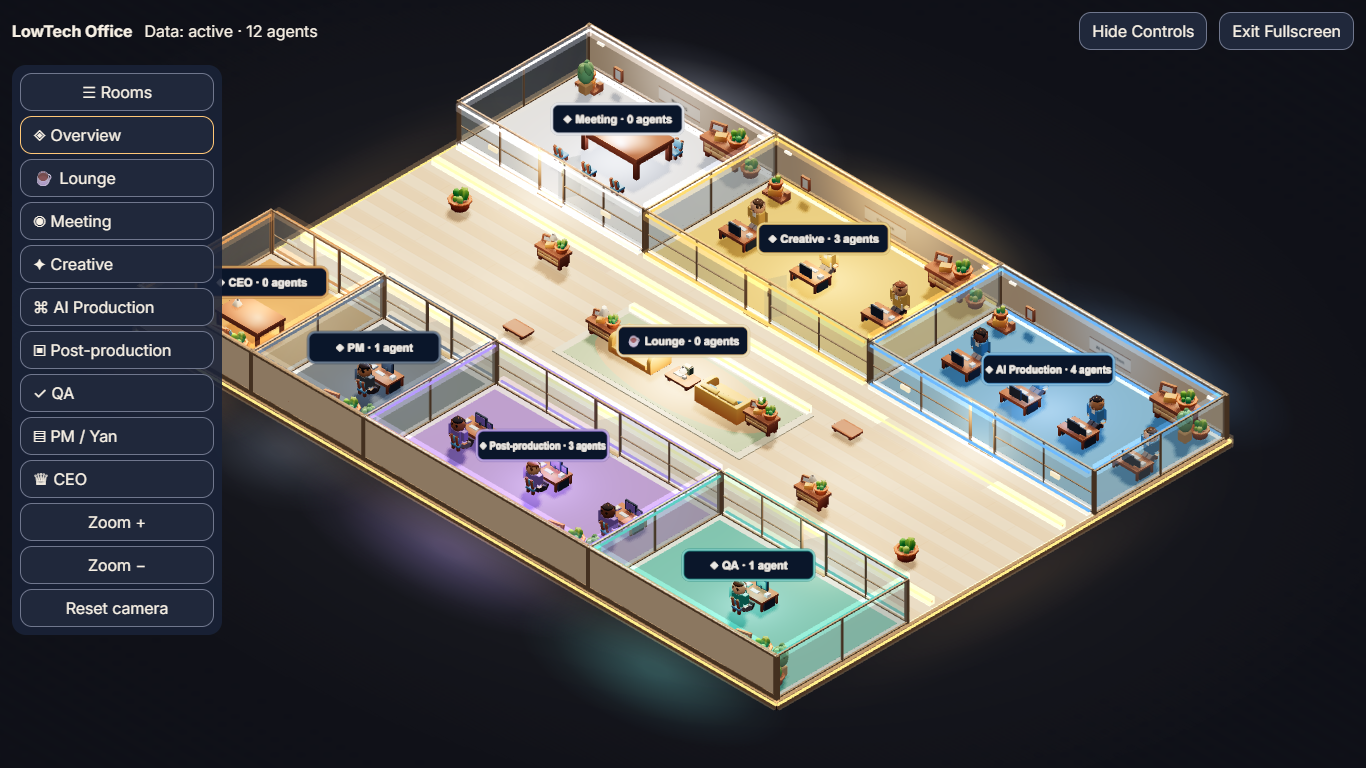 LowTech Office Data: active · 12 agents
Hide Controls
Exit Fullscreen
☰ Rooms
◈ Overview
☕ Lounge
◉ Meeting
✦ Creative
⌘ AI Production
▣ Post-production
✓ QA
▤ PM / Yan
♛ CEO
Zoom +
Zoom −
Reset camera
◆ Meeting · 0 agents
◆ Creative · 3 agents
◆ CEO · 0 agents
◆ PM · 1 agent
☕ Lounge · 0 agents
◆ AI Production · 4 agents
◆ Post-production · 3 agents
◆ QA · 1 agent